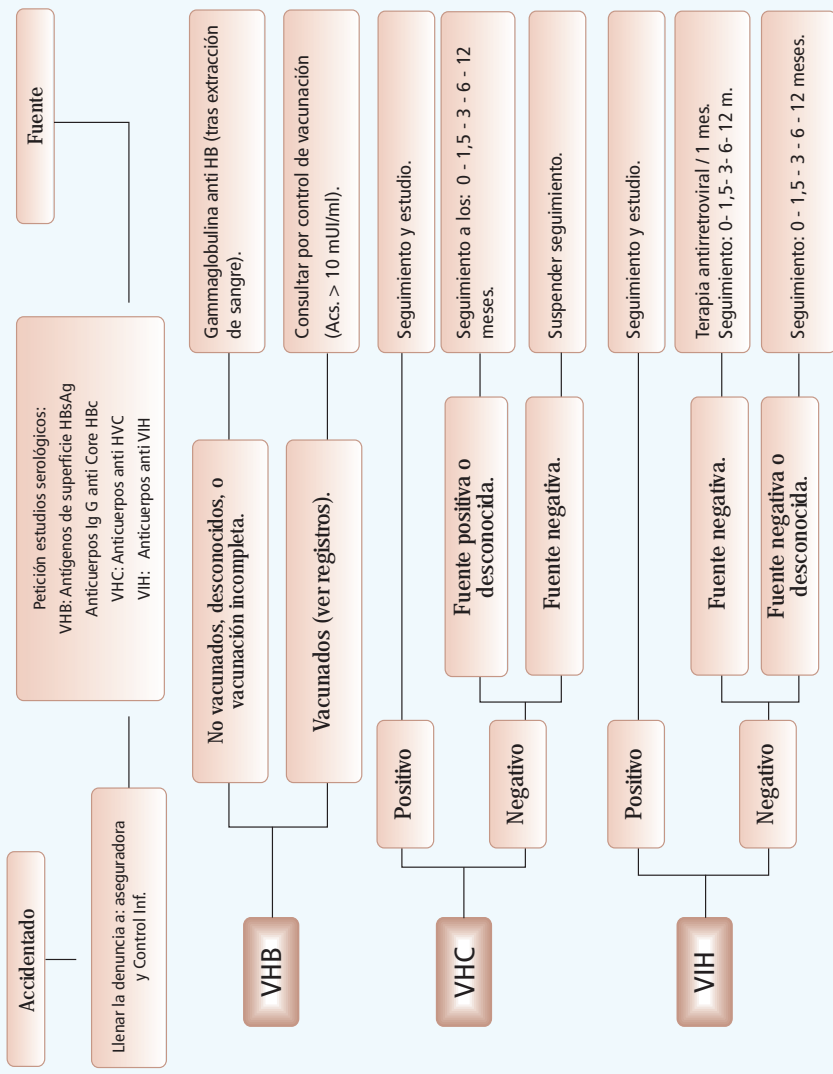 Accidentado
Fuente
Llenar la denuncia a: aseguradora
y Control Inf.
Petición estudios serológicos:
VHB: Antígenos de superficie HBsAg
Anticuerpos Ig G anti Core HBc
VHC: Anticuerpos anti HVC
VIH: Anticuerpos anti VIH
VHB
No vacunados, desconocidos, o
vacunación incompleta.
Gammaglobulina anti HB (tras extracción
de sangre).
Vacunados (ver registros).
Consultar por control de vacunación
(Acs. > 10 mUI/ml).
VHC
Positivo
Seguimiento y estudio.
Negativo
Fuente positiva o
desconocida.
Seguimiento a los: 0 - 1,5 - 3 - 6 - 12
meses.
Fuente negativa.
Suspender seguimiento.
VIH
Positivo
Seguimiento y estudio.
Negativo
Fuente negativa.
Terapia antirretroviral / 1 mes.
Seguimiento: 0- 1,5- 3- 6- 12 m.
Fuente negativa o
desconocida.
Seguimiento: 0 - 1,5 - 3 - 6 - 12 meses.